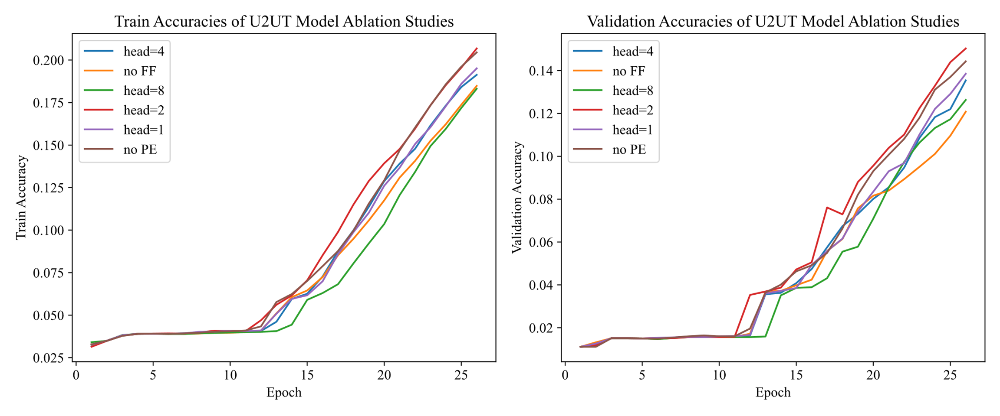 Train Accuracies of U2UT Model Ablation Studies
head=4
no FF
head=8
head=2
head=1
no PE
0.200
0.175
0.150
0.125
0.100
0.075
0.050
0.025
Train Accuracy
0 5 10 15 20 25
Epoch
Validation Accuracies of U2UT Model Ablation Studies
head=4
no FF
head=8
head=2
head=1
no PE
0.14
0.12
0.10
0.08
0.06
0.04
0.02
Validation Accuracy
0 5 10 15 20 25
Epoch